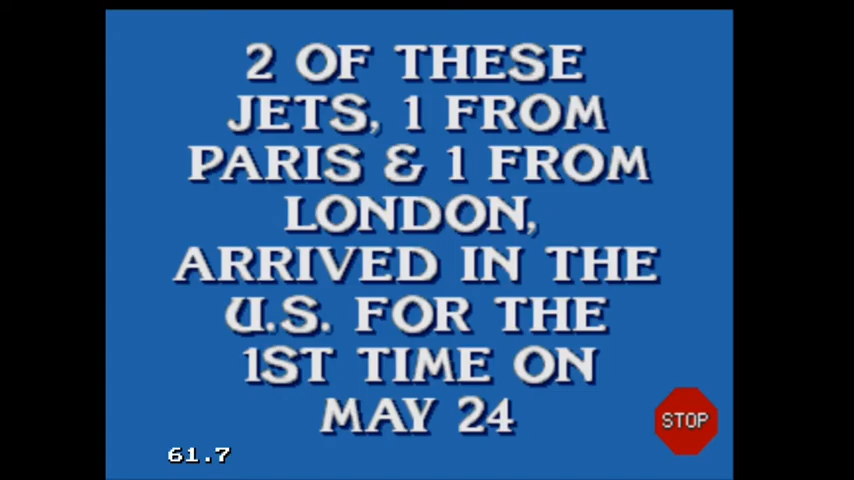 2 OF THESE
JETS, 1 FROM
PARIS & 1 FROM
LONDON,
ARRIVED IN THE
U.S. FOR THE
1ST TIME ON
MAY 24
STOP
61.7